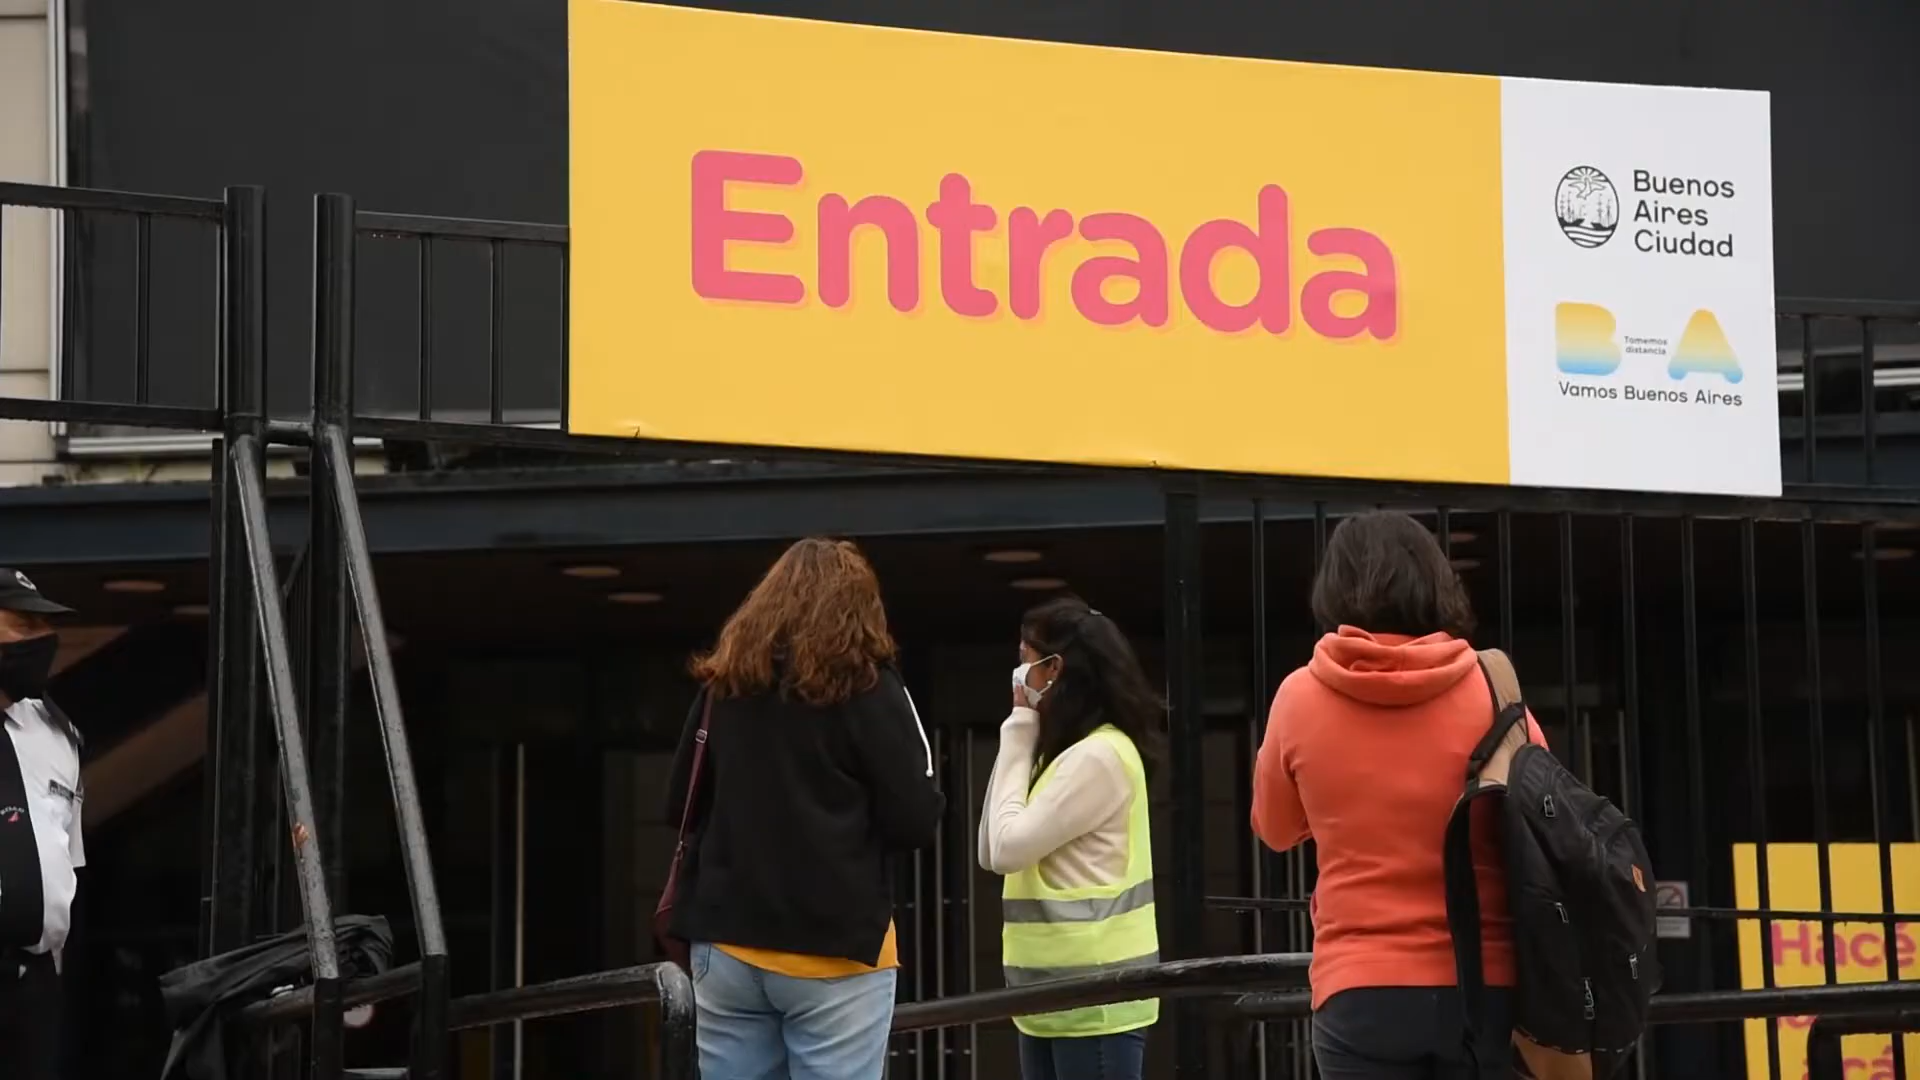 Entrada
Buenos
Aires
Ciudad
Tomemos
distancia
Vamos Buenos Aires
Hacé